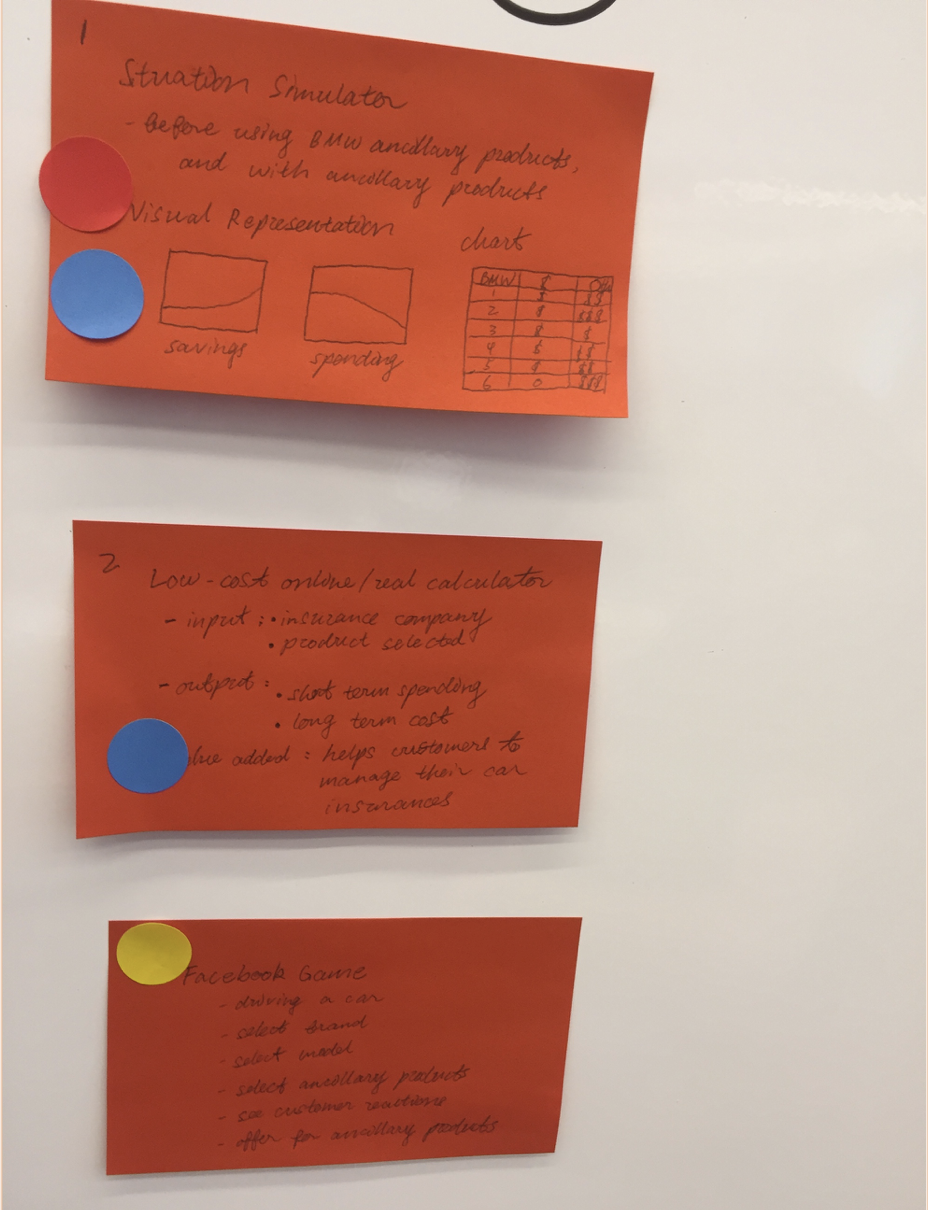 1
Stuation Simulator
- Before using BMW ancillary products,
and with ancillary products
Visual Representation
chart
savings
spending
BMW $
1 $ $$
2 $ $$$
3 $ $
4 $ $$
5 $ $$
6 0 $$$
2
Low-cost online/real calculator
- input : • insurance company
• product selected
- output : • short term spending
• long term cost
lue added : helps customers to
manage their car
insurances
Facebook Game
- driving a car
- select brand
- select model
- select ancillary products
- see customer reactions
- offer for ancillary products